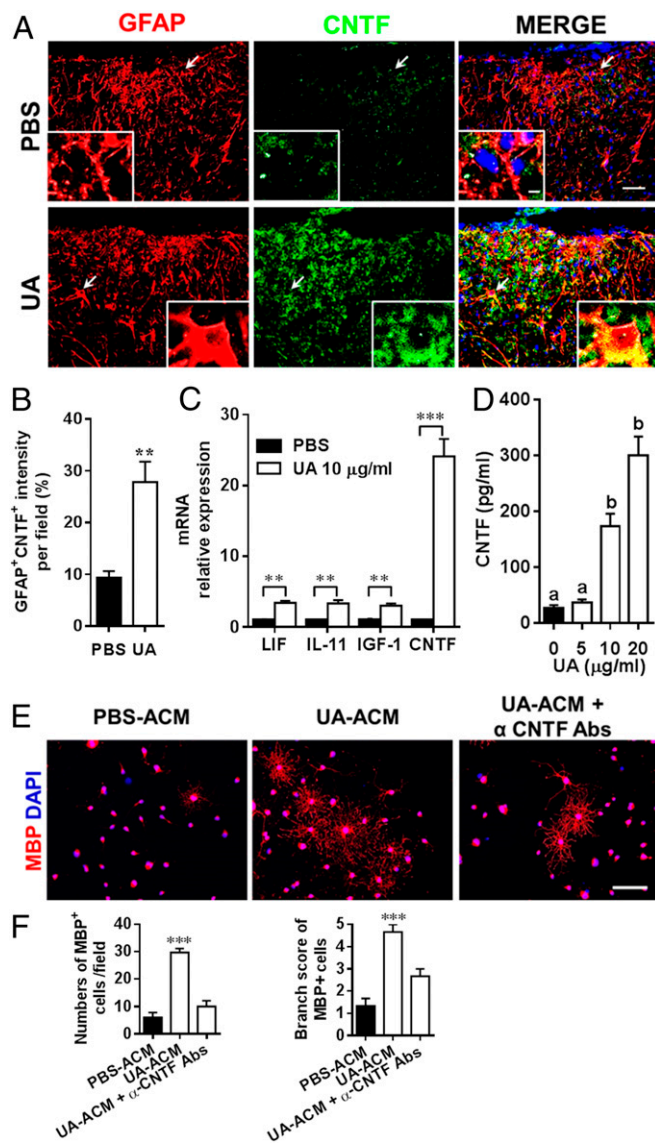 A
GFAP
CNTF
MERGE
PBS
UA
B
GFAP+CNTF+ intensity
per field (%)
40
30
20
10
0
**
PBS UA
C
mRNA
relative expression
30
20
10
0
PBS
UA 10 μg/ml
**
**
**
***
LIF
IL-11
IGF-1
CNTF
D
CNTF (pg/ml)
400
300
200
100
0
a
a
b
b
0
5
10
20
UA (μg/ml)
E
PBS-ACM
UA-ACM
UA-ACM +
α CNTF Abs
MBP DAPI
F
Numbers of MBP+
cells /field
40
30
20
10
0
***
PBS-ACM
UA-ACM
UA-ACM + α-CNTF Abs
Branch score of
MBP+ cells
5
4
3
2
1
0
***
PBS-ACM
UA-ACM
UA-ACM + α-CNTF Abs